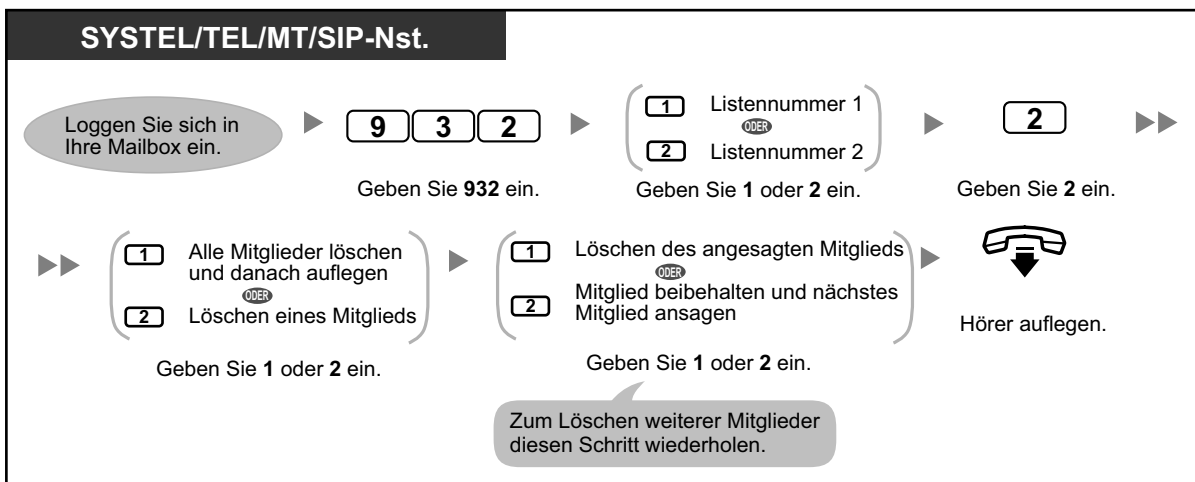 SYSTEL/TEL/MT/SIP-Nst.
Loggen Sie sich in
Ihre Mailbox ein.
9 3 2
Geben Sie 932 ein.
1 Listennummer 1
ODER
2 Listennummer 2
Geben Sie 1 oder 2 ein.
2
Geben Sie 2 ein.
1 Alle Mitglieder löschen
und danach auflegen
ODER
2 Löschen eines Mitglieds
Geben Sie 1 oder 2 ein.
1 Löschen des angesagten Mitglieds
ODER
2 Mitglied beibehalten und nächstes
Mitglied ansagen
Geben Sie 1 oder 2 ein.
Zum Löschen weiterer Mitglieder
diesen Schritt wiederholen.
Hörer auflegen.